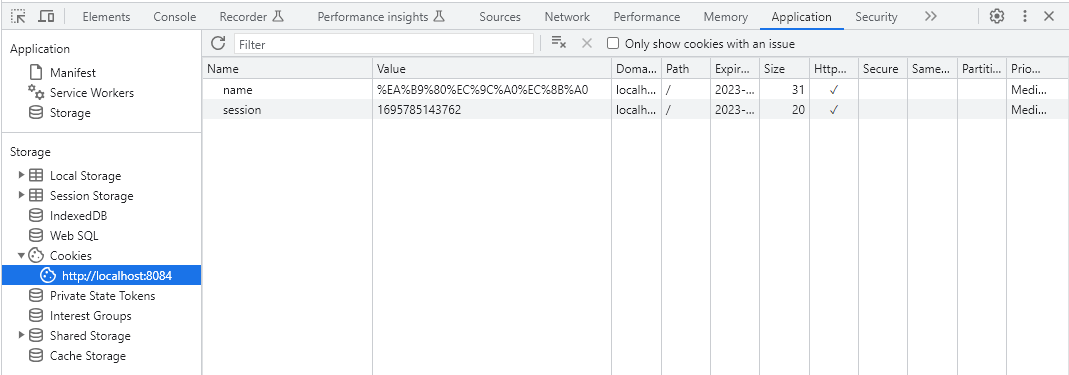 Elements Console Recorder Performance insights Sources Network Performance Memory Application Security
Application
Manifest
Service Workers
Storage
Storage
Local Storage
Session Storage
IndexedDB
Web SQL
Cookies
http://localhost:8084
Private State Tokens
Interest Groups
Shared Storage
Cache Storage
Filter Only show cookies with an issue
Name Value Doma... Path Expir... Size Http... Secure Same... Partiti... Prio...
name %EA%B9%80%EC%9C%A0%EC%8B%A0 localh... / 2023-... 31 ✓ Medi...
session 1695785143762 localh... / 2023-... 20 ✓ Medi...